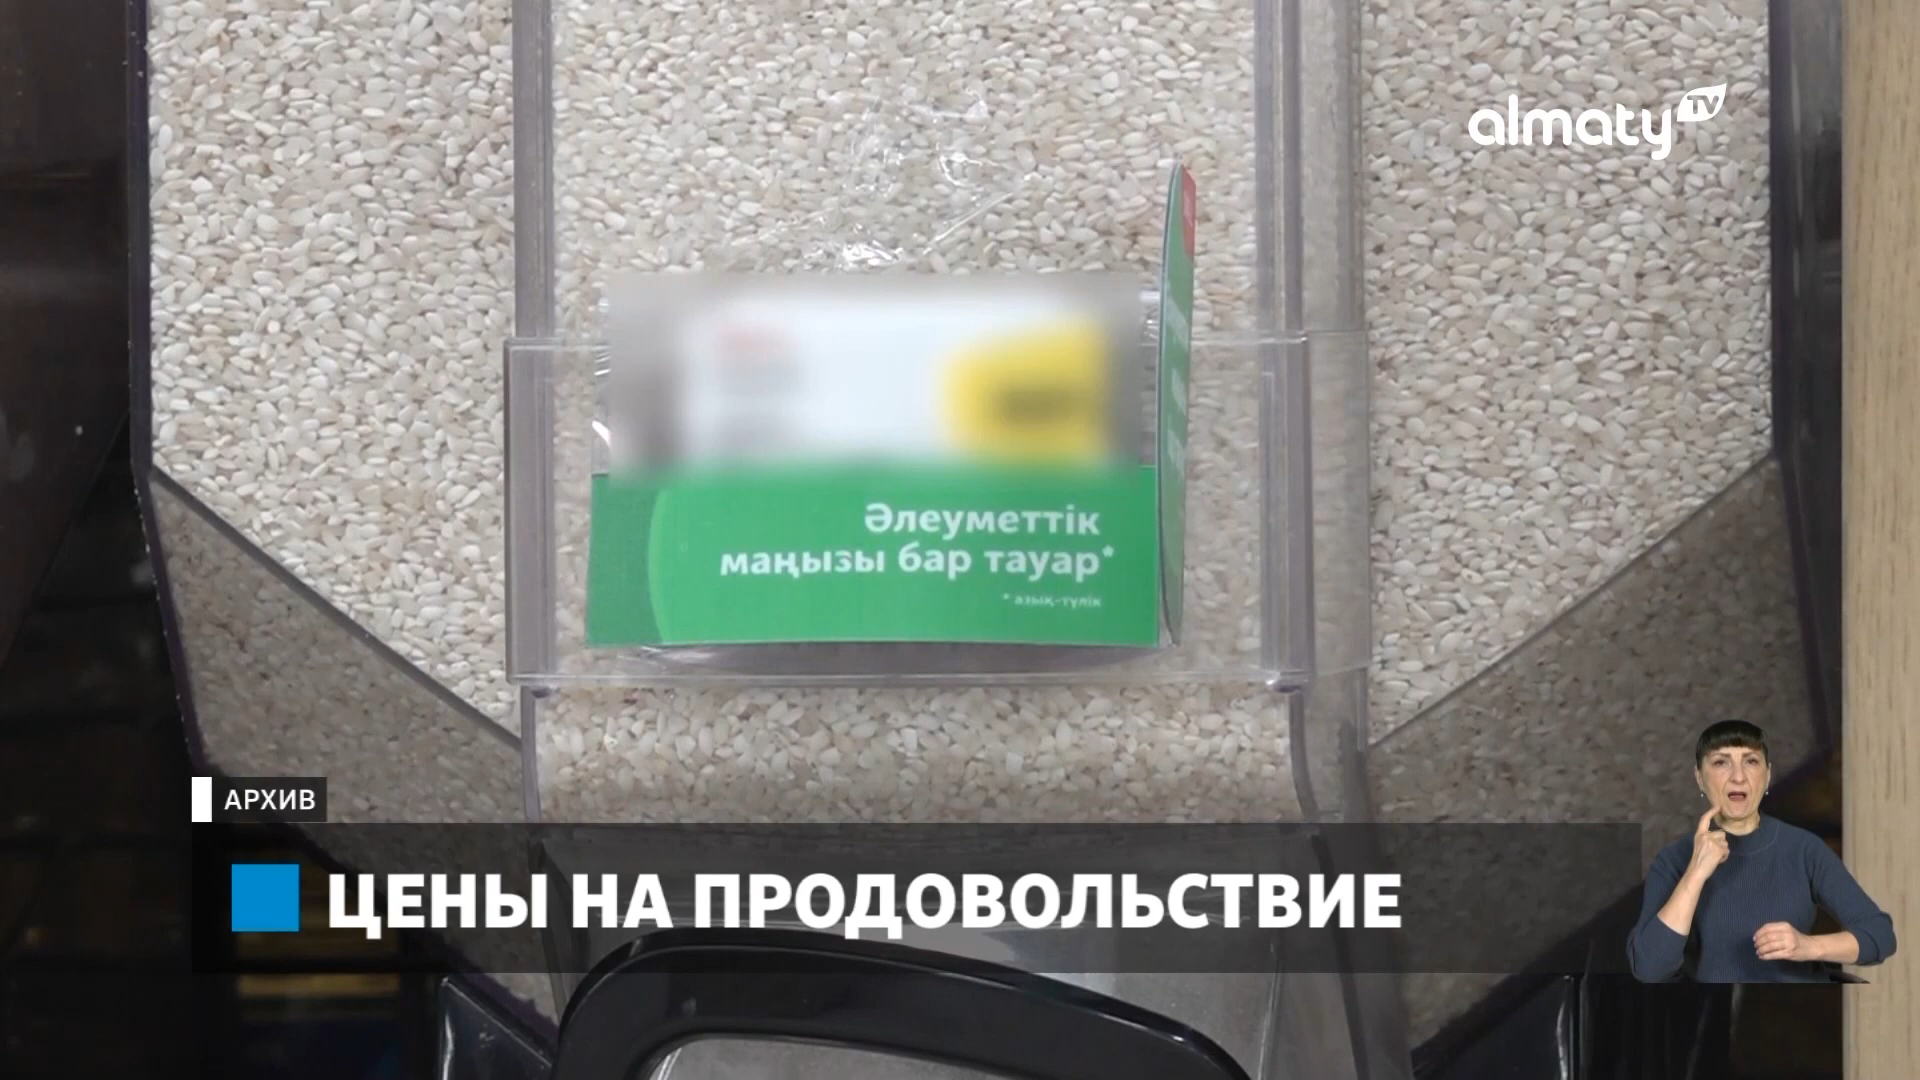 almaty TV
Әлеуметтік
маңызы бар тауар*
* азық-түлік
АРХИВ
ЦЕНЫ НА ПРОДОВОЛЬСТВИЕ